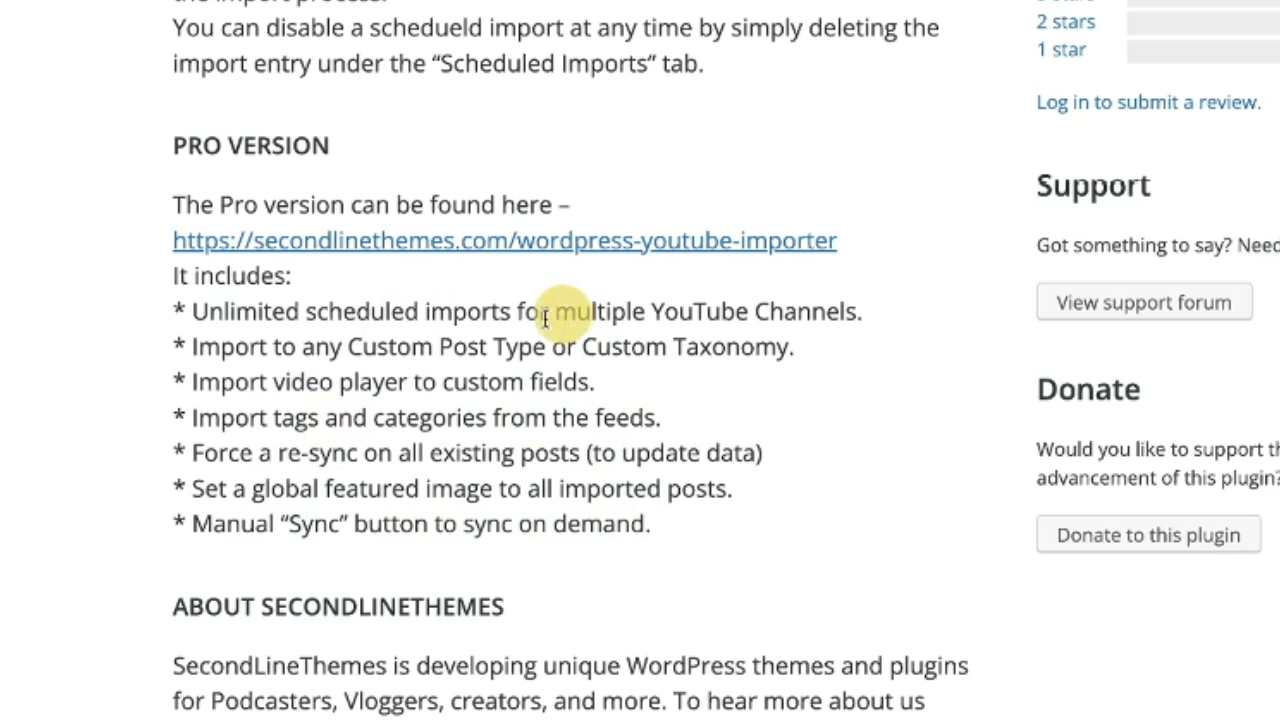 the import process.
You can disable a schedueld import at any time by simply deleting the
import entry under the “Scheduled Imports” tab.
PRO VERSION
The Pro version can be found here –
https://secondlinethemes.com/wordpress-youtube-importer
It includes:
* Unlimited scheduled imports for multiple YouTube Channels.
* Import to any Custom Post Type or Custom Taxonomy.
* Import video player to custom fields.
* Import tags and categories from the feeds.
* Force a re-sync on all existing posts (to update data)
* Set a global featured image to all imported posts.
* Manual “Sync” button to sync on demand.
ABOUT SECONDLINETHEMES
SecondLineThemes is developing unique WordPress themes and plugins
for Podcasters, Vloggers, creators, and more. To hear more about us
2 stars
1 star
Log in to submit a review.
Support
Got something to say? Need
View support forum
Donate
Would you like to support
advancement of this plugin?
Donate to this plugin